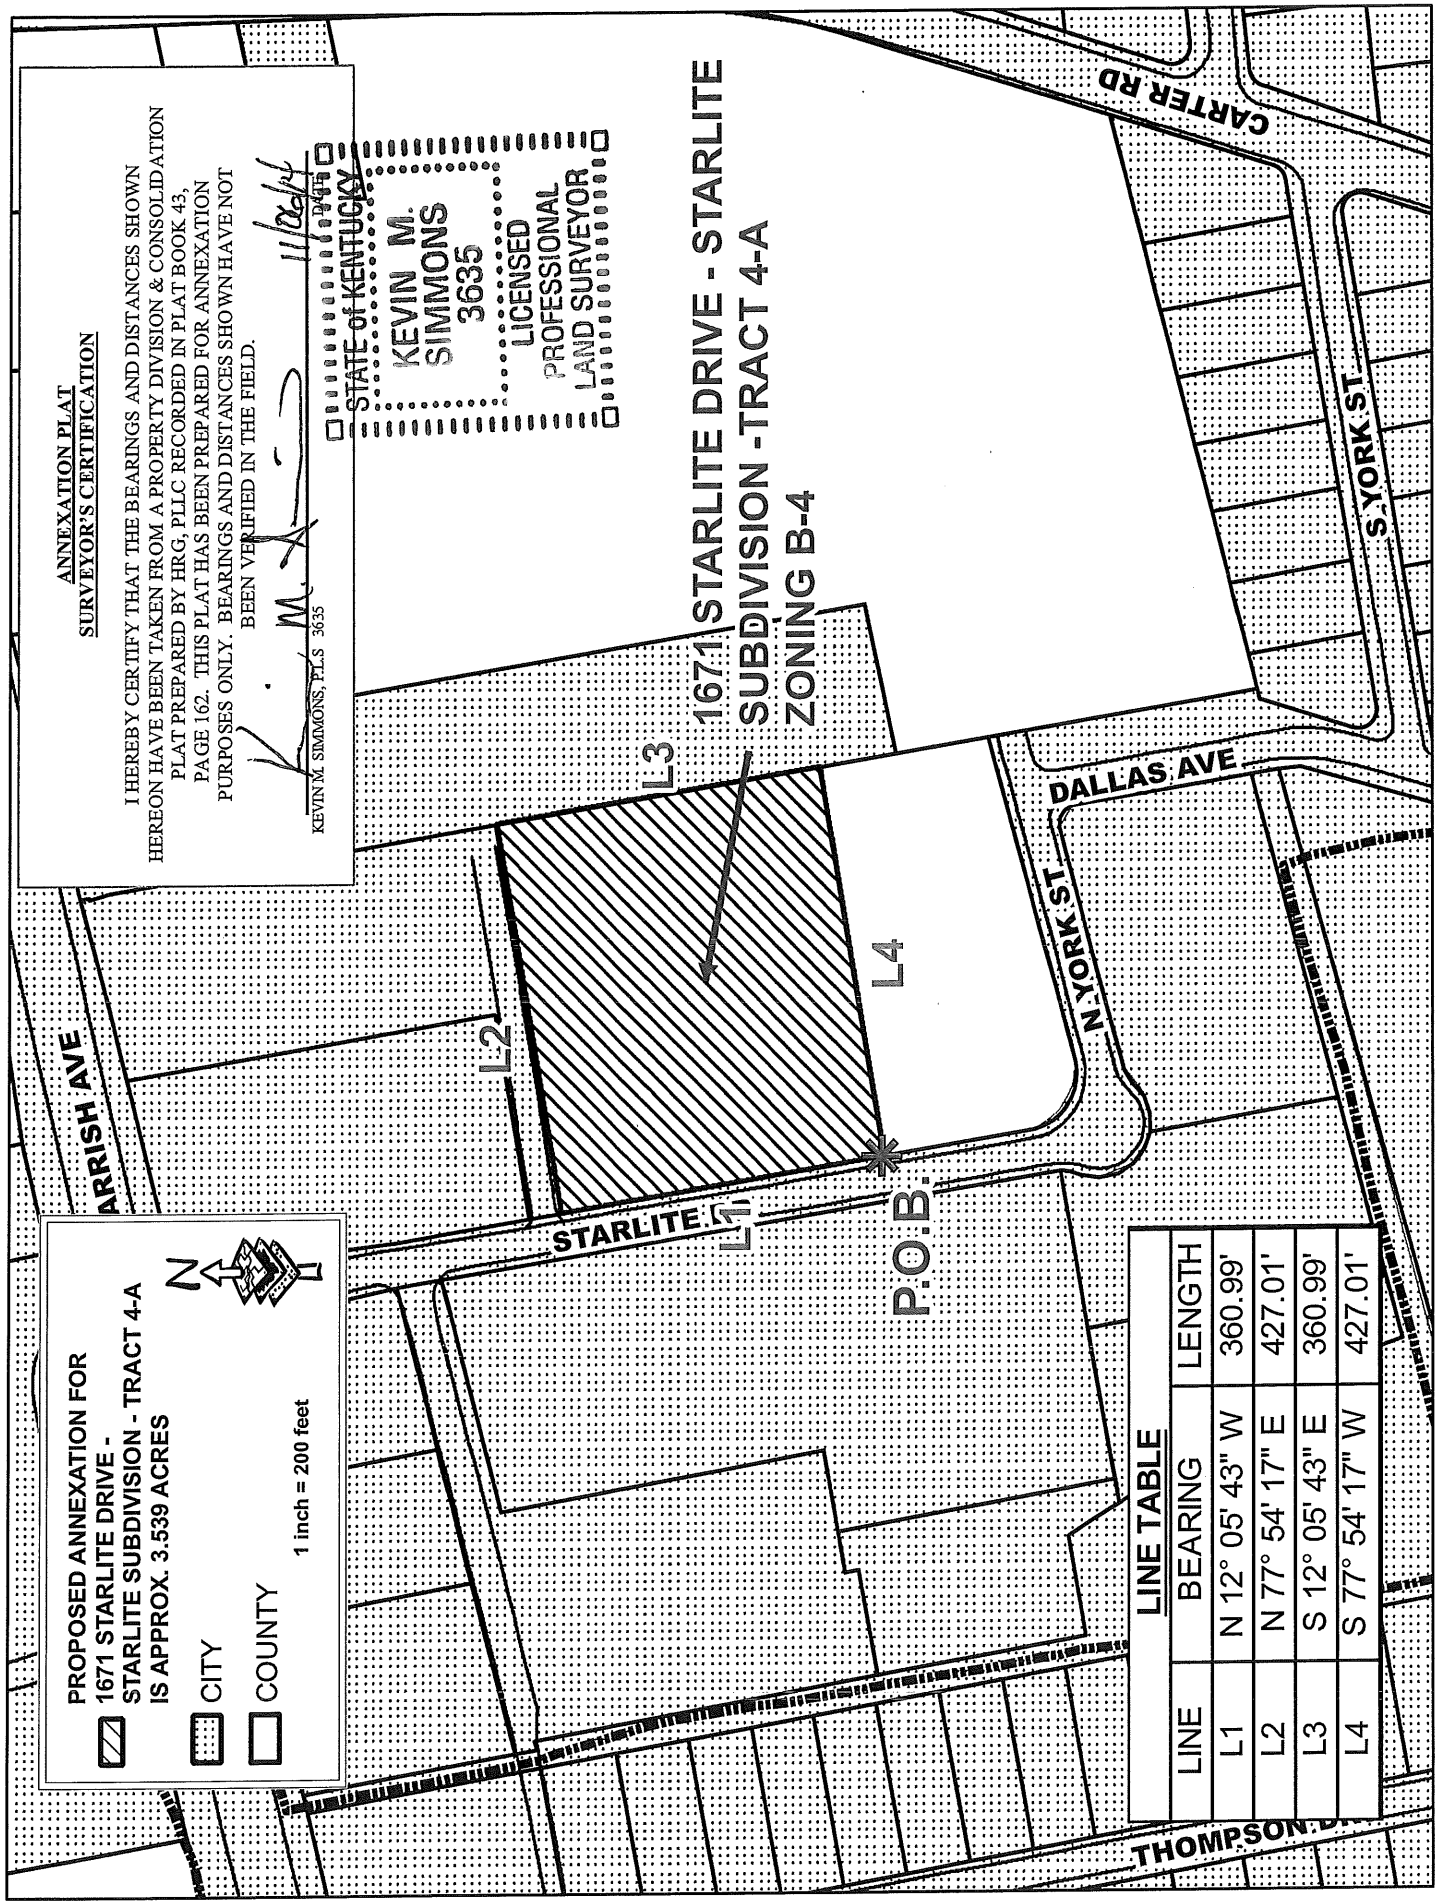 ANNEXATION PLAT
SURVEYOR'S CERTIFICATION
I HEREBY CERTIFY THAT THE BEARINGS AND DISTANCES SHOWN
HEREON HAVE BEEN TAKEN FROM A PROPERTY DIVISION & CONSOLIDATION
PLAT PREPARED BY HRG, PLLC RECORDED IN PLAT BOOK 43,
PAGE 162. THIS PLAT HAS BEEN PREPARED FOR ANNEXATION
PURPOSES ONLY. BEARINGS AND DISTANCES SHOWN HAVE NOT
BEEN VERIFIED IN THE FIELD.
KEVIN M. SIMMONS, P.L.S 3635
DATE
STATE of KENTUCKY
KEVIN M.
SIMMONS
3635
LICENSED
PROFESSIONAL
LAND SURVEYOR
PROPOSED ANNEXATION FOR
1671 STARLITE DRIVE -
STARLITE SUBDIVISION - TRACT 4-A
IS APPROX. 3.539 ACRES
CITY
COUNTY
1 inch = 200 feet
N
ARRISH AVE
1671 STARLITE DRIVE - STARLITE
SUBDIVISION -TRACT 4-A
ZONING B-4
L1
L2
L3
L4
P.O.B.
STARLITE
N. YORK ST
DALLAS AVE
S. YORK ST
CARTER RD
THOMPSON
LINE TABLE
LINE BEARING LENGTH
L1 N 12° 05' 43" W 360.99'
L2 N 77° 54' 17" E 427.01'
L3 S 12° 05' 43" E 360.99'
L4 S 77° 54' 17" W 427.01'